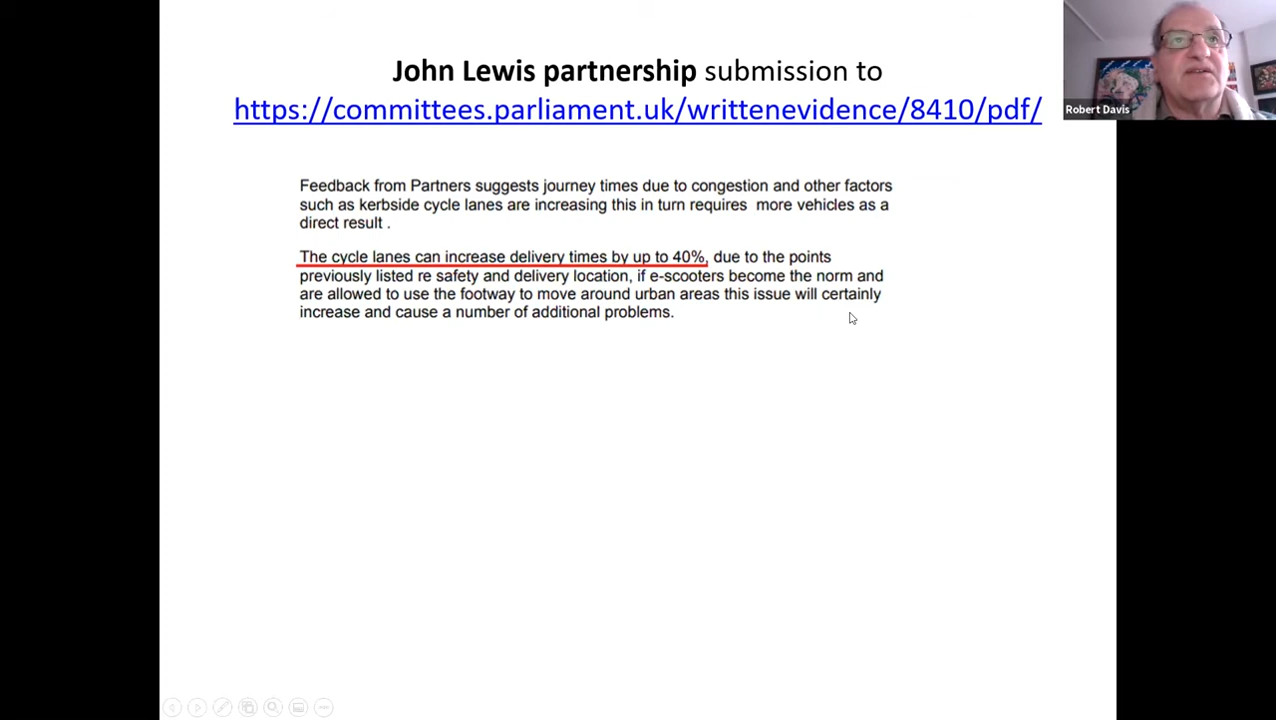 John Lewis partnership submission to
https://committees.parliament.uk/writtenevidence/8410/pdf/
Robert Davis
Feedback from Partners suggests journey times due to congestion and other factors
such as kerbside cycle lanes are increasing this in turn requires more vehicles as a
direct result .
The cycle lanes can increase delivery times by up to 40%, due to the points
previously listed re safety and delivery location, if e-scooters become the norm and
are allowed to use the footway to move around urban areas this issue will certainly
increase and cause a number of additional problems.